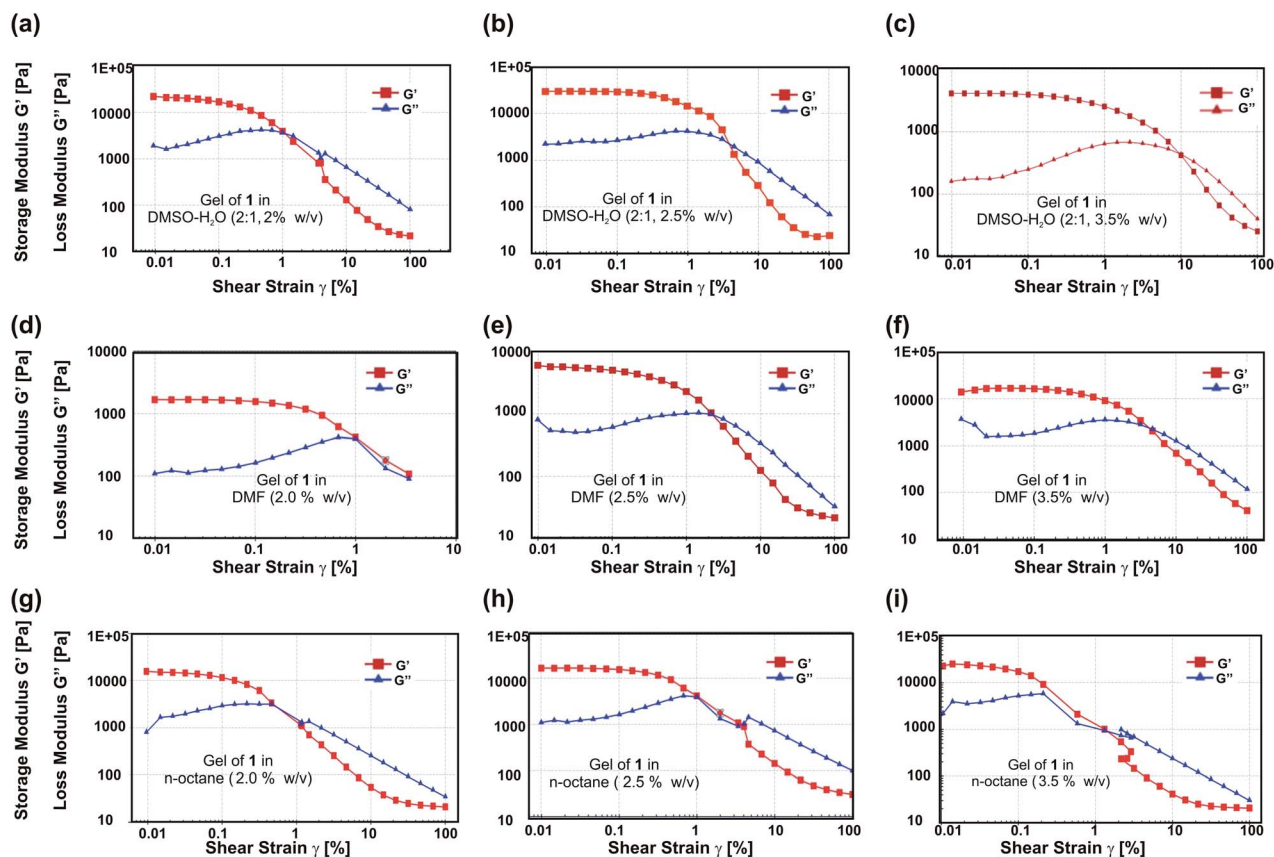 (a)
Storage Modulus G' [Pa]
Loss Modulus G'' [Pa]
1E+05
10000
1000
100
10
G'
G''
Gel of 1 in
DMSO-H₂O (2:1, 2% w/v)
0.01 0.1 1 10 100
Shear Strain γ [%]
(b)
1E+05
10000
1000
100
10
G'
G''
Gel of 1 in
DMSO-H₂O (2:1, 2.5% w/v)
0.01 0.1 1 10 100
Shear Strain γ [%]
(c)
10000
1000
100
10
G'
G''
Gel of 1 in
DMSO-H₂O (2:1, 3.5% w/v)
0.01 0.1 1 10 100
Shear Strain γ [%]
(d)
Storage Modulus G' [Pa]
Loss Modulus G'' [Pa]
10000
1000
100
10
G'
G''
Gel of 1 in
DMF (2.0 % w/v)
0.01 0.1 1 10
Shear Strain γ [%]
(e)
10000
1000
100
10
G'
G''
Gel of 1 in
DMF (2.5% w/v)
0.01 0.1 1 10 100
Shear Strain γ [%]
(f)
1E+05
10000
1000
100
10
G'
G''
Gel of 1 in
DMF (3.5% w/v)
0.01 0.1 1 10 100
Shear Strain γ [%]
(g)
Storage Modulus G' [Pa]
Loss Modulus G'' [Pa]
1E+05
10000
1000
100
10
G'
G''
Gel of 1 in
n-octane (2.0 % w/v)
0.01 0.1 1 10 100
Shear Strain γ [%]
(h)
1E+05
10000
1000
100
10
G'
G''
Gel of 1 in
n-octane (2.5 % w/v)
0.01 0.1 1 10 100
Shear Strain γ [%]
(i)
1E+05
10000
1000
100
10
G'
G''
Gel of 1 in
n-octane (3.5 % w/v)
0.01 0.1 1 10 100
Shear Strain γ [%]